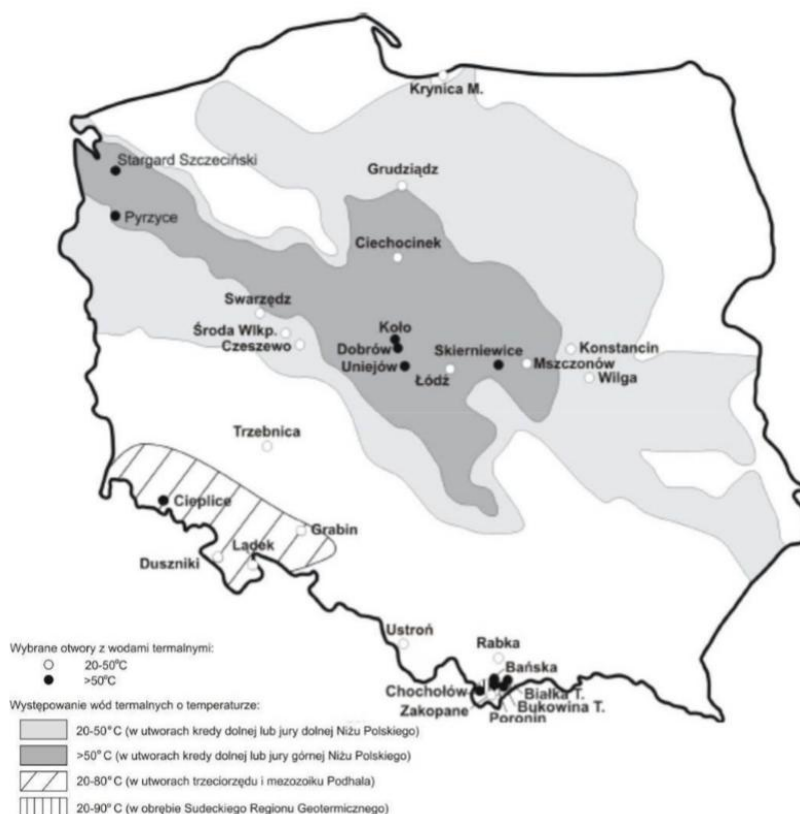 Krynica M.
Stargard Szczeciński
Grudziądz
Pyrzyce
Ciechocinek
Swarzędz
Koło
Środa Wlkp.
Dobrów
Skierniewice
Konstancin
Czeszewo
Uniejów
Mszczonów
Łódź
Wilga
Trzebnica
Cieplice
Grabin
Lądek
Duszniki
Ustroń
Rabka
Bańska
Chochołów
Białka T.
Zakopane
Bukowina T.
Poronin
Wybrane otwory z wodami termalnymi:
20-50°C
>50°C
Występowanie wód termalnych o temperaturze:
20-50°C (w utworach kredy dolnej lub jury dolnej Niżu Polskiego)
>50°C (w utworach kredy dolnej lub jury górnej Niżu Polskiego)
20-80°C (w utworach trzeciorzędu i mezozoiku Podhala)
20-90°C (w obrębie Sudeckiego Regionu Geotermicznego)